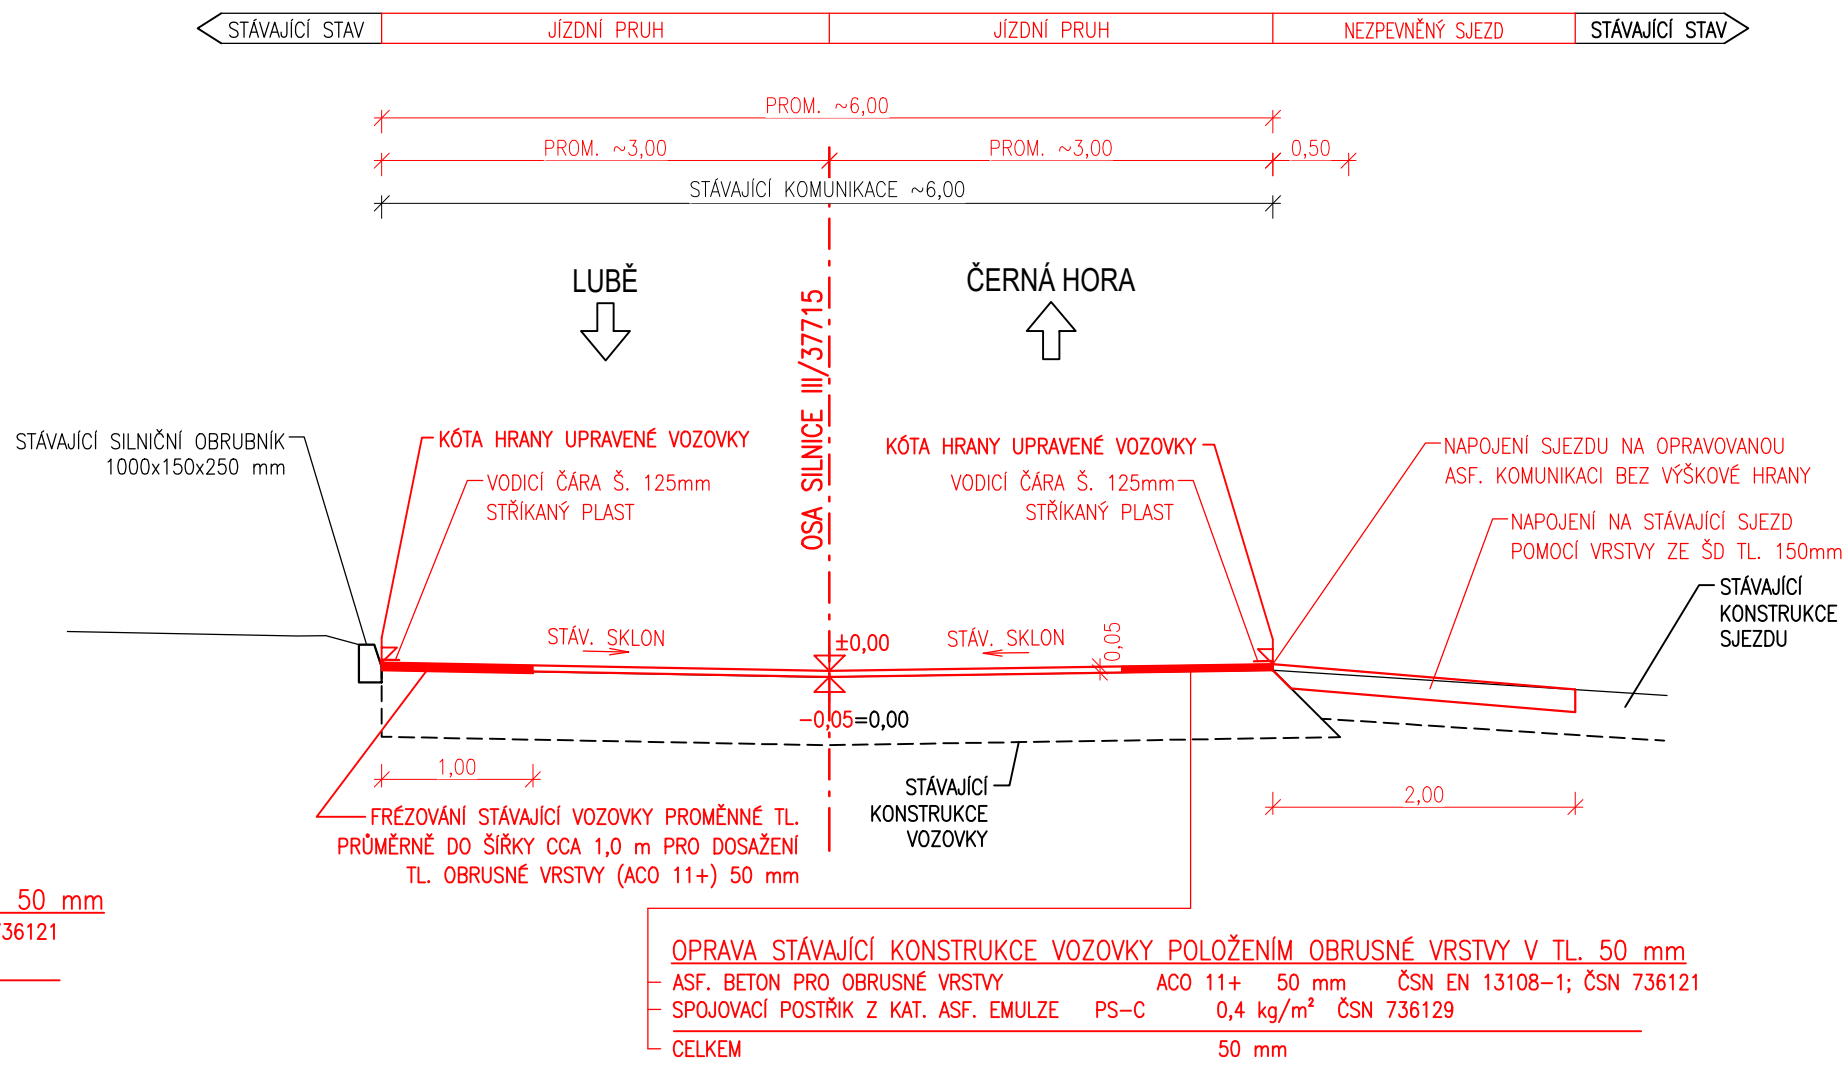 STÁVAJÍCÍ STAV
JÍZDNÍ PRUH
JÍZDNÍ PRUH
NEZPEVNĚNÝ SJEZD
STÁVAJÍCÍ STAV
PROM. ~6,00
PROM. ~3,00
PROM. ~3,00
0,50
STÁVAJÍCÍ KOMUNIKACE ~6,00
LUBĚ
ČERNÁ HORA
OSA SILNICE III/37715
STÁVAJÍCÍ SILNIČNÍ OBRUBNÍK
1000x150x250 mm
KÓTA HRANY UPRAVENÉ VOZOVKY
VODICÍ ČÁRA Š. 125mm
STŘÍKANÝ PLAST
KÓTA HRANY UPRAVENÉ VOZOVKY
VODICÍ ČÁRA Š. 125mm
STŘÍKANÝ PLAST
NAPOJENÍ SJEZDU NA OPRAVOVANOU
ASF. KOMUNIKACI BEZ VÝŠKOVÉ HRANY
NAPOJENÍ NA STÁVAJÍCÍ SJEZD
POMOCÍ VRSTVY ZE ŠD TL. 150mm
STÁVAJÍCÍ
KONSTRUKCE
SJEZDU
STÁV. SKLON
±0,00
STÁV. SKLON
0,05
-0,05=0,00
1,00
STÁVAJÍCÍ
KONSTRUKCE
VOZOVKY
2,00
FRÉZOVÁNÍ STÁVAJÍCÍ VOZOVKY PROMĚNNÉ TL.
PRŮMĚRNĚ DO ŠÍŘKY CCA 1,0 m PRO DOSAŽENÍ
TL. OBRUSNÉ VRSTVY (ACO 11+) 50 mm
50 mm
736121
OPRAVA STÁVAJÍCÍ KONSTRUKCE VOZOVKY POLOŽENÍM OBRUSNÉ VRSTVY V TL. 50 mm
ASF. BETON PRO OBRUSNÉ VRSTVY ACO 11+ 50 mm ČSN EN 13108-1; ČSN 736121
SPOJOVACÍ POSTŘIK Z KAT. ASF. EMULZE PS-C 0,4 kg/m² ČSN 736129
CELKEM 50 mm